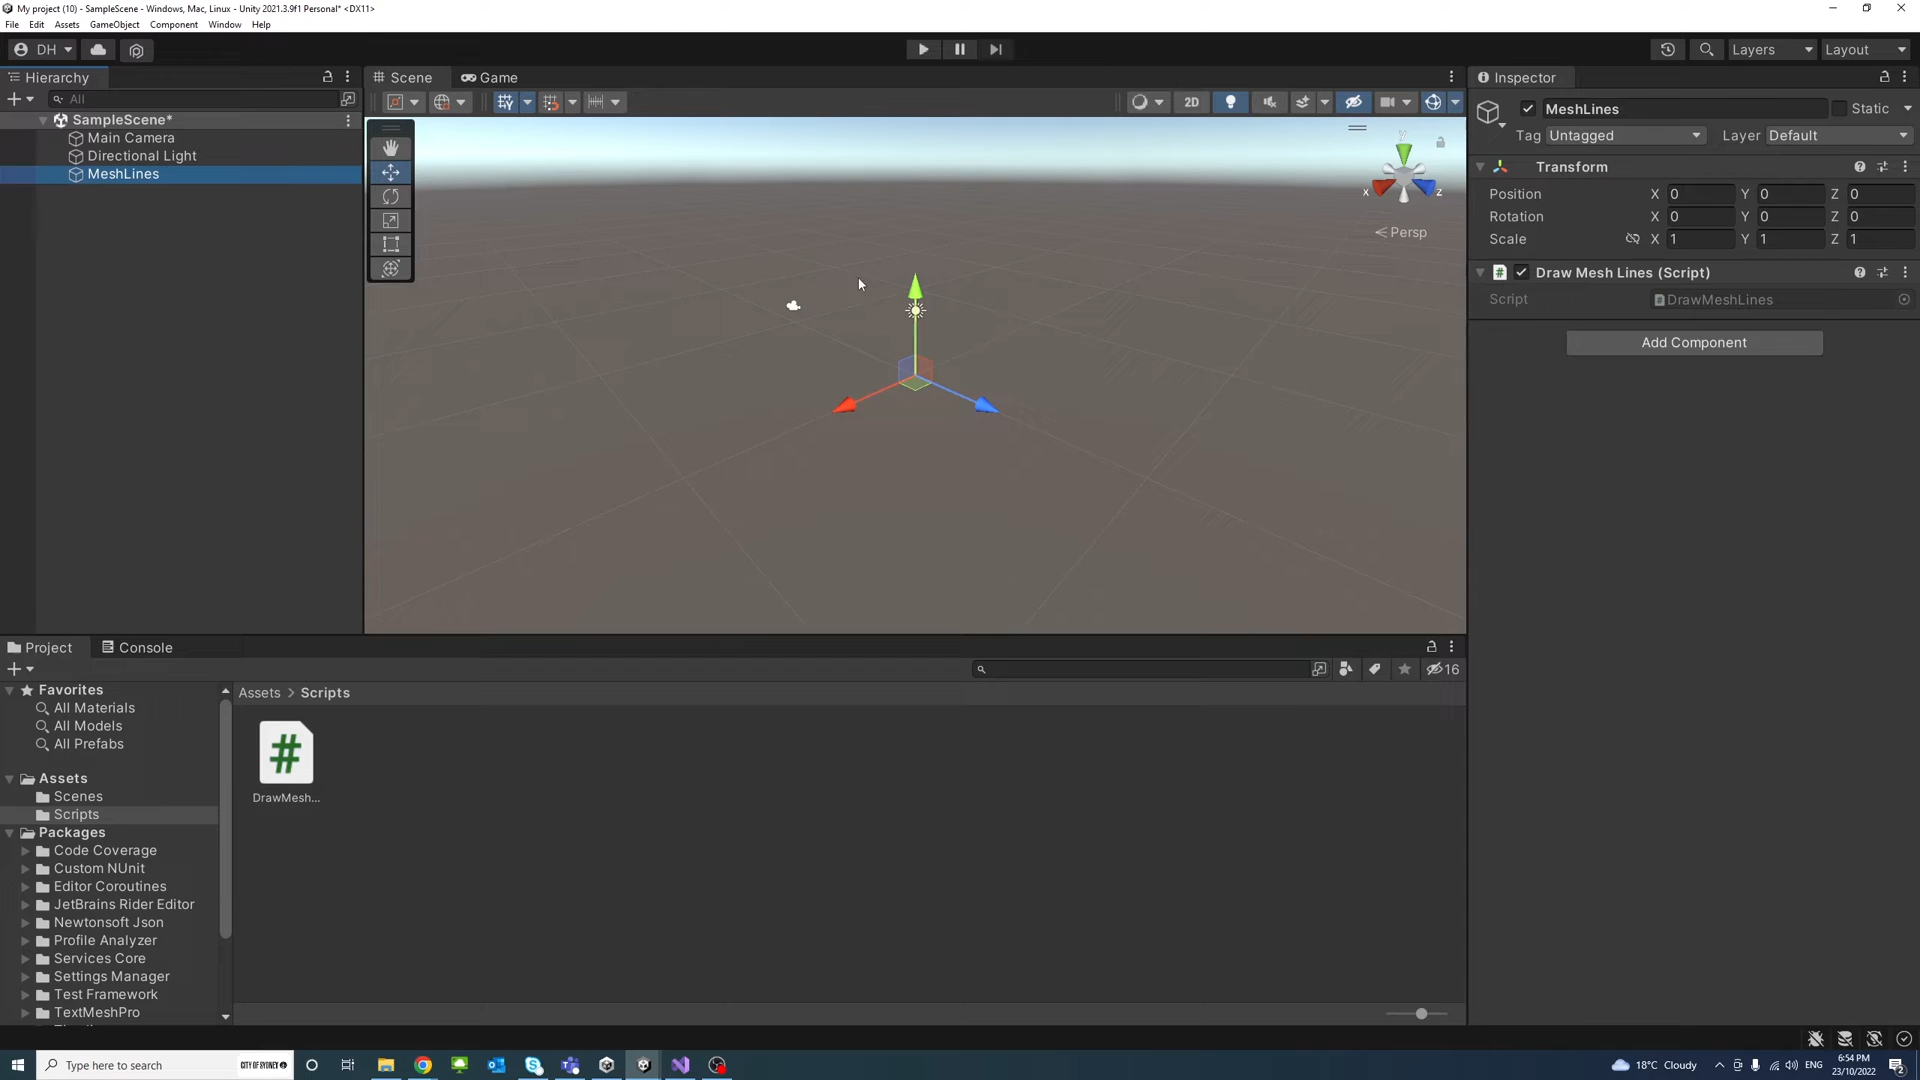 My project (10) - SampleScene - Windows, Mac, Linux - Unity 2021.3.9f1 Personal* <DX11>
File Edit Assets GameObject Component Window Help
DH
Layers
Layout
Hierarchy
All
SampleScene*
Main Camera
Directional Light
MeshLines
Scene
Game
2D
y
x
z
< Persp
Inspector
MeshLines
Static
Tag Untagged
Layer Default
Transform
Position X 0 Y 0 Z 0
Rotation X 0 Y 0 Z 0
Scale X 1 Y 1 Z 1
# Draw Mesh Lines (Script)
Script DrawMeshLines
Add Component
Project
Console
16
Favorites
All Materials
All Models
All Prefabs
Assets
Scenes
Scripts
Packages
Code Coverage
Custom NUnit
Editor Coroutines
JetBrains Rider Editor
Newtonsoft Json
Profile Analyzer
Services Core
Settings Manager
Test Framework
TextMeshPro
Assets > Scripts
#
DrawMesh...
Type here to search
CITY OF SYDNEY
18°C Cloudy
ENG
6:54 PM
23/10/2022
2